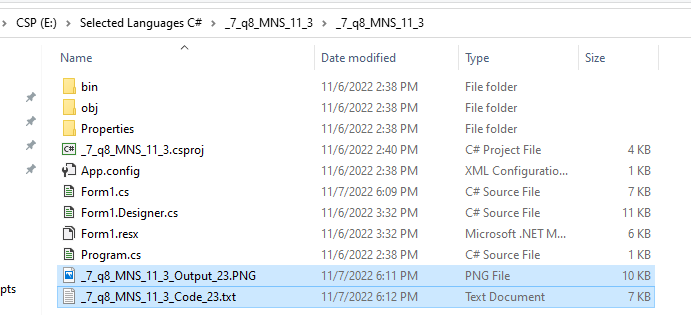 CSP (E:) > Selected Languages C# > _7_q8_MNS_11_3 > _7_q8_MNS_11_3
Name Date modified Type Size
bin 11/6/2022 2:38 PM File folder
obj 11/6/2022 2:38 PM File folder
Properties 11/6/2022 2:38 PM File folder
C# _7_q8_MNS_11_3.csproj 11/6/2022 2:40 PM C# Project File 4 KB
App.config 11/6/2022 2:38 PM XML Configuratio... 1 KB
Form1.cs 11/7/2022 6:09 PM C# Source File 7 KB
Form1.Designer.cs 11/6/2022 3:32 PM C# Source File 11 KB
Form1.resx 11/6/2022 3:32 PM Microsoft .NET M... 6 KB
Program.cs 11/6/2022 2:38 PM C# Source File 1 KB
_7_q8_MNS_11_3_Output_23.PNG 11/7/2022 6:11 PM PNG File 10 KB
pts
_7_q8_MNS_11_3_Code_23.txt 11/7/2022 6:12 PM Text Document 7 KB